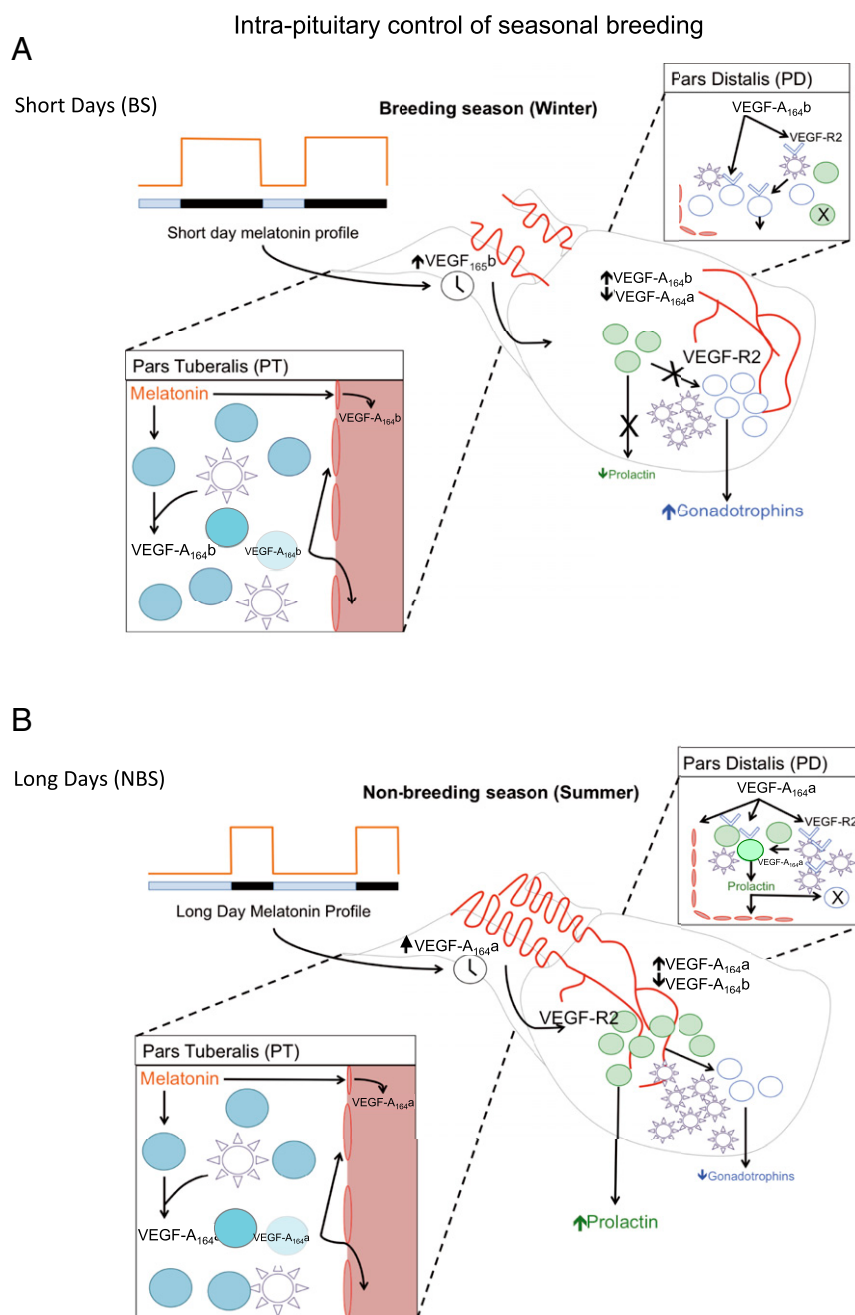 Intra-pituitary control of seasonal breeding
A
Short Days (BS)
Breeding season (Winter)
Short day melatonin profile
↑VEGF₁₆₅b
Pars Distalis (PD)
VEGF-A₁₆₄b
VEGF-R2
X
↑VEGF-A₁₆₄b
↓VEGF-A₁₆₄a
VEGF-R2
X
X
↓Prolactin
↑Gonadotrophins
Pars Tuberalis (PT)
Melatonin
VEGF-A₁₆₄b
VEGF-A₁₆₄b
VEGF-A₁₆₄b
B
Long Days (NBS)
Non-breeding season (Summer)
Long Day Melatonin Profile
↑VEGF-A₁₆₄a
Pars Distalis (PD)
VEGF-A₁₆₄a
VEGF-R2
VEGF-A₁₆₄a
Prolactin
X
↑VEGF-A₁₆₄a
↓VEGF-A₁₆₄b
VEGF-R2
↓Gonadotrophins
↑Prolactin
Pars Tuberalis (PT)
Melatonin
VEGF-A₁₆₄a
VEGF-A₁₆₄a
VEGF-A₁₆₄a